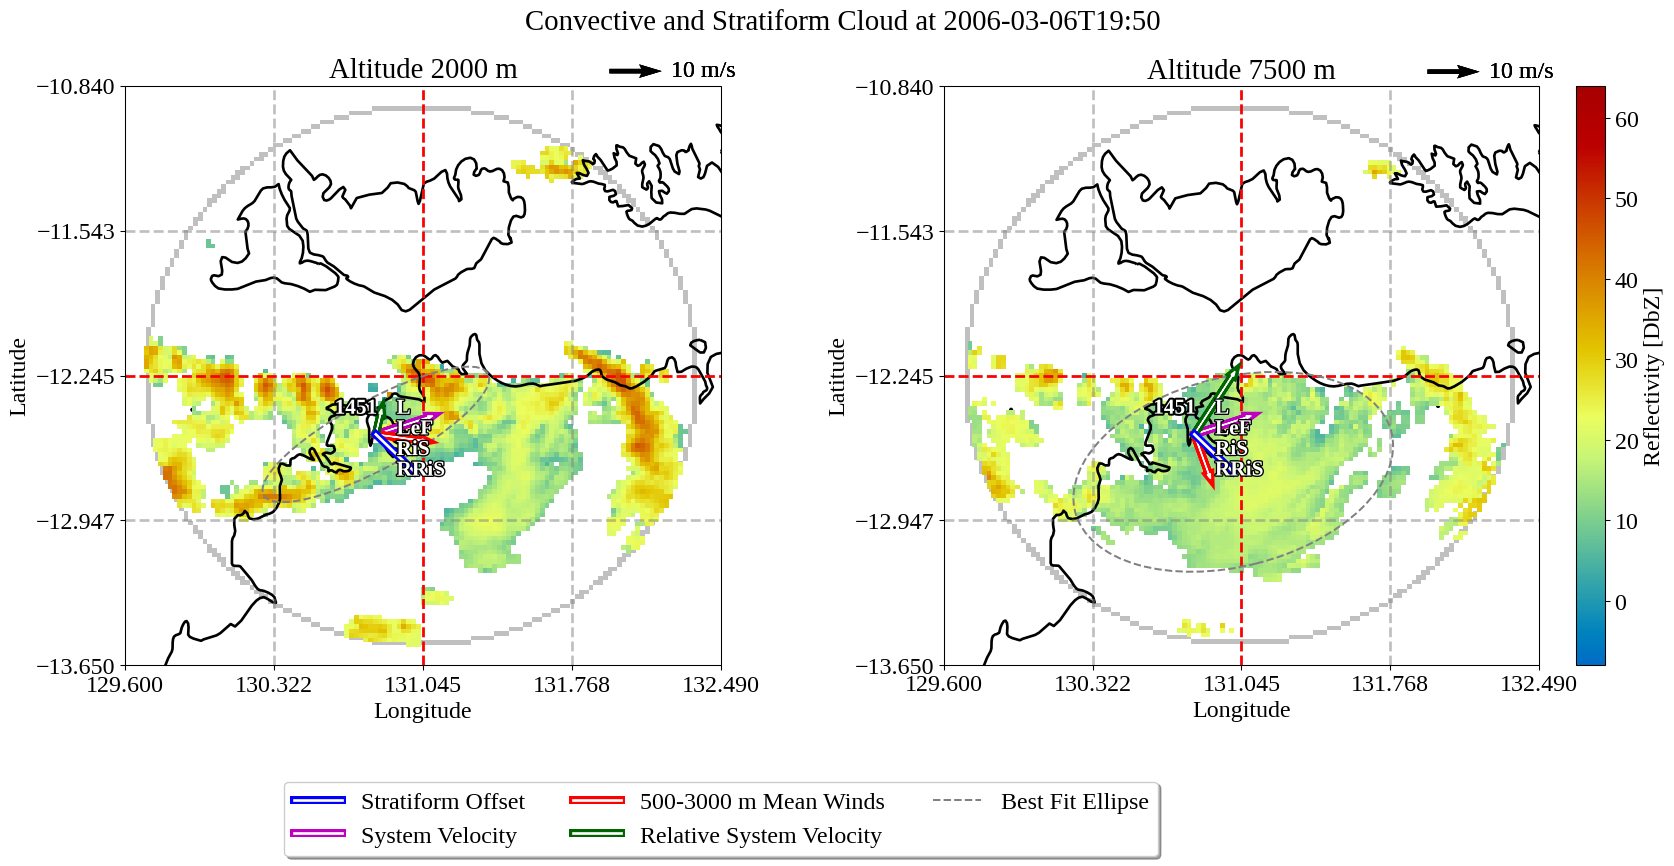 Convective and Stratiform Cloud at 2006-03-06T19:50
Altitude 2000 m
10 m/s
−10.840
−11.543
−12.245
−12.947
−13.650
Latitude
1451
L
LeF
RiS
RRiS
129.600
130.322
131.045
131.768
132.490
Longitude
Altitude 7500 m
10 m/s
−10.840
−11.543
−12.245
−12.947
−13.650
Latitude
1451
L
LeF
RiS
RRiS
129.600
130.322
131.045
131.768
132.490
Longitude
60
50
40
30
20
10
0
Reflectivity [DbZ]
Stratiform Offset
System Velocity
500-3000 m Mean Winds
Relative System Velocity
Best Fit Ellipse